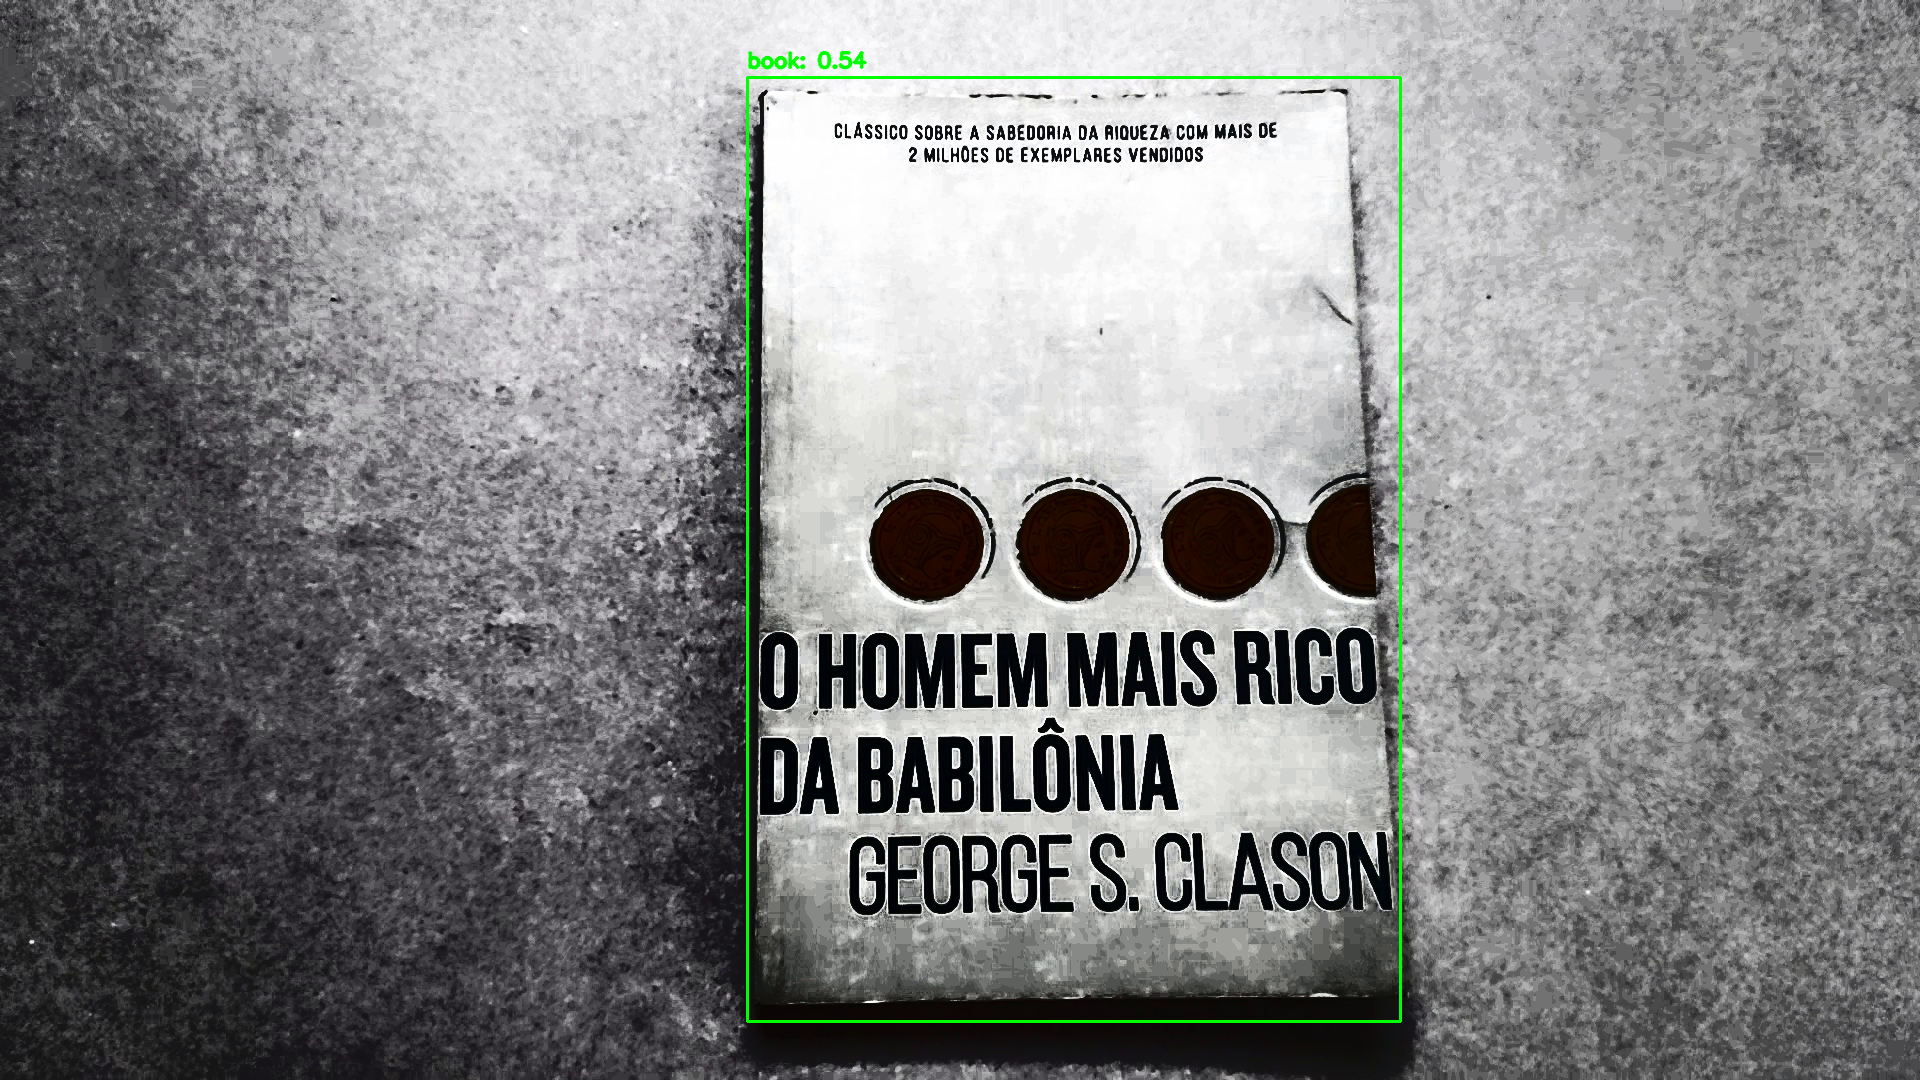 book: 0.54
CLÁSSICO SOBRE A SABEDORIA DA RIQUEZA COM MAIS DE
2 MILHÕES DE EXEMPLARES VENDIDOS
O HOMEM MAIS RICO
DA BABILÔNIA
GEORGE S. CLASON